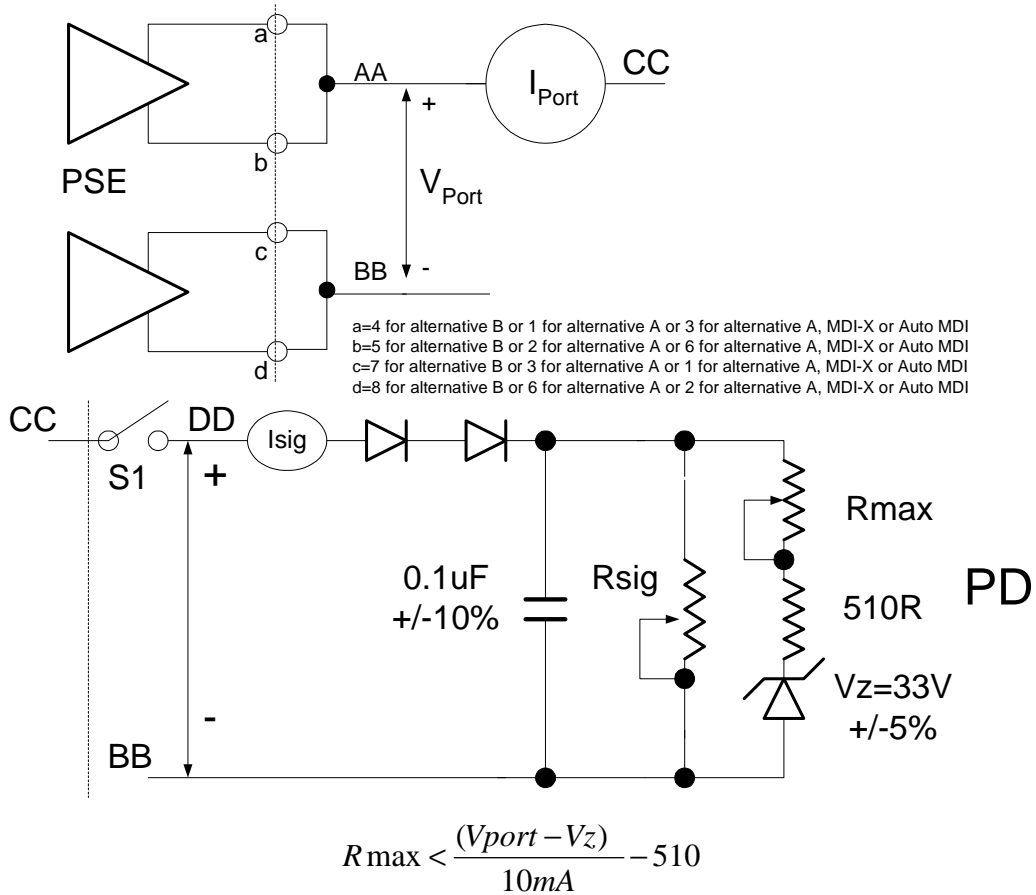 a
AA
I_Port
CC
+
b
PSE
V_Port
c
BB
-
d
a=4 for alternative B or 1 for alternative A or 3 for alternative A, MDI-X or Auto MDI
b=5 for alternative B or 2 for alternative A or 6 for alternative A, MDI-X or Auto MDI
c=7 for alternative B or 3 for alternative A or 1 for alternative A, MDI-X or Auto MDI
d=8 for alternative B or 6 for alternative A or 2 for alternative A, MDI-X or Auto MDI
CC
DD
Isig
S1
+
Rmax
0.1uF
+/-10%
Rsig
510R
PD
Vz=33V
+/-5%
-
BB
Rmax < (Vport - Vz) / 10mA - 510